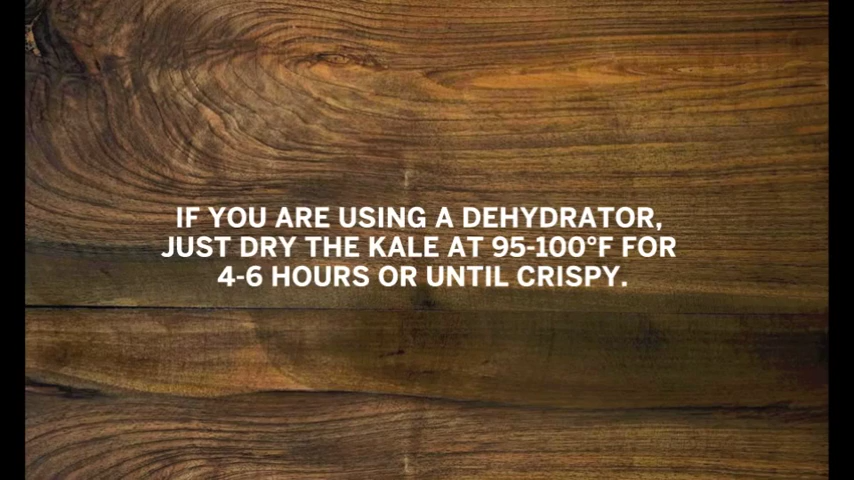 IF YOU ARE USING A DEHYDRATOR,
JUST DRY THE KALE AT 95-100°F FOR
4-6 HOURS OR UNTIL CRISPY.